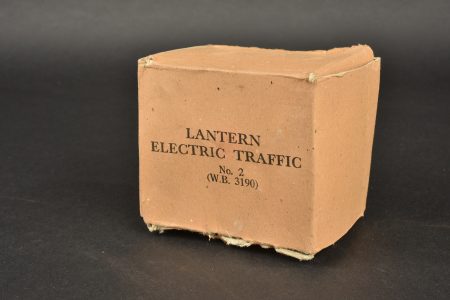 LANTERN
ELECTRIC TRAFFIC
No. 2
(W.B. 3190)